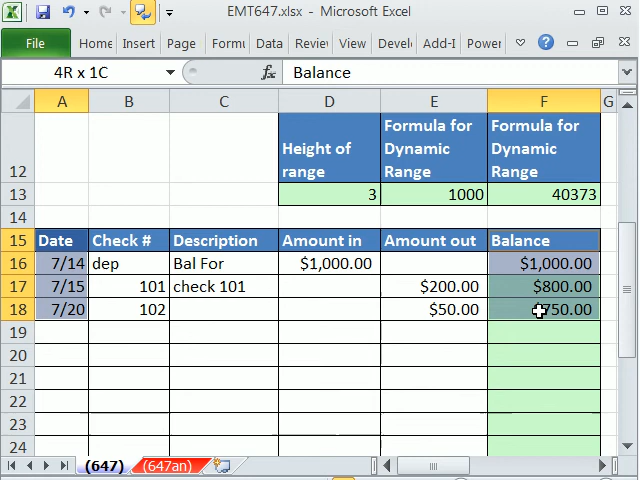 EMT647.xlsx - Microsoft Excel
File Home Insert Page Formu Data Reviev View Develo Add-I Power
4R x 1C fx Balance
A B C D E F G
12 Height of range Formula for Dynamic Range Formula for Dynamic Range
13 3 1000 40373
14
15 Date Check # Description Amount in Amount out Balance
16 7/14 dep Bal For $1,000.00 $1,000.00
17 7/15 101 check 101 $200.00 $800.00
18 7/20 102 $50.00 750.00
19
20
21
22
23
24
(647) (647an)